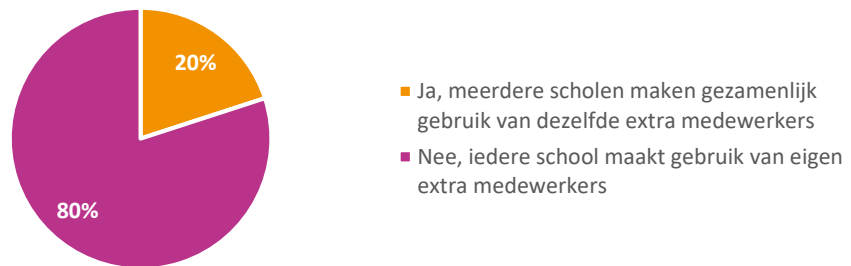 20%
80%
Ja, meerdere scholen maken gezamenlijk
gebruik van dezelfde extra medewerkers
Nee, iedere school maakt gebruik van eigen
extra medewerkers